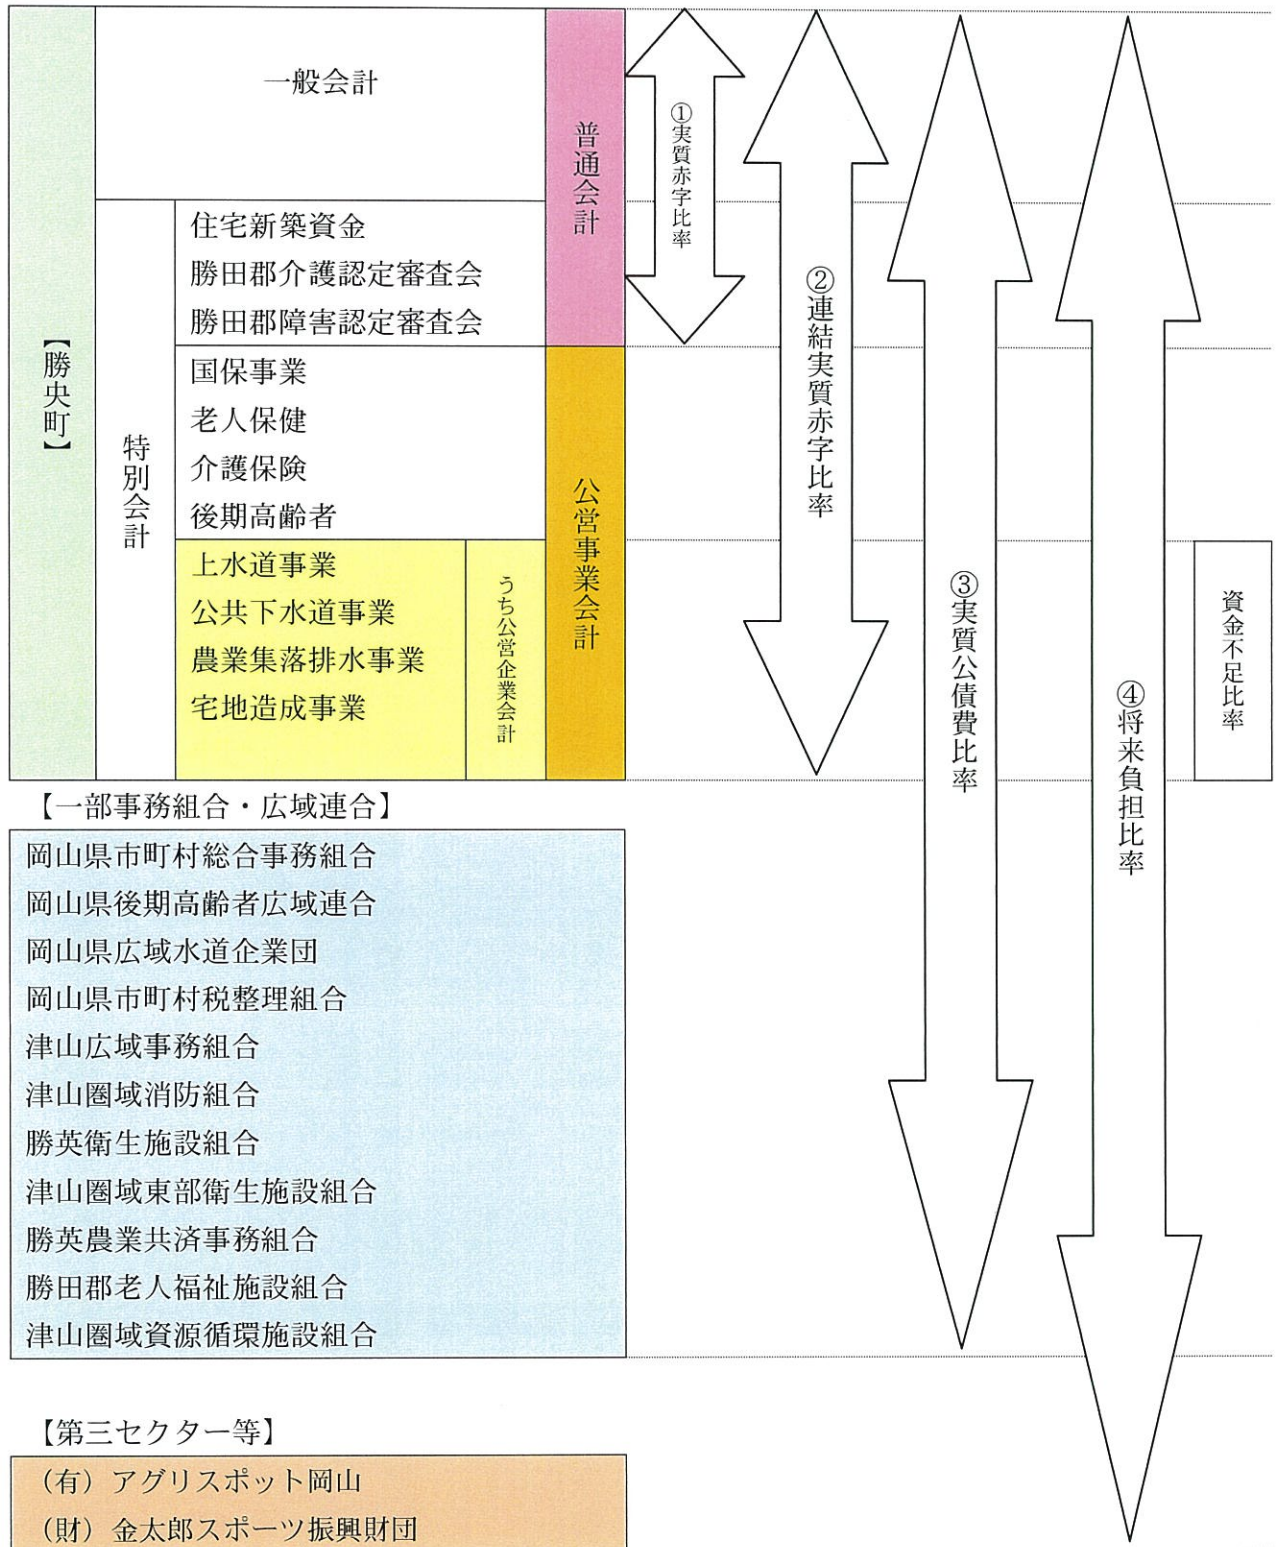 【勝央町】
一般会計
特別会計
住宅新築資金
勝田郡介護認定審査会
勝田郡障害認定審査会
国保事業
老人保健
介護保険
後期高齢者
上水道事業
公共下水道事業
農業集落排水事業
宅地造成事業
うち公営企業会計
普通会計
公営事業会計
①実質赤字比率
②連結実質赤字比率
③実質公債費比率
④将来負担比率
資金不足比率
【一部事務組合・広域連合】
岡山県市町村総合事務組合
岡山県後期高齢者広域連合
岡山県広域水道企業団
岡山県市町村税整理組合
津山広域事務組合
津山圏域消防組合
勝英衛生施設組合
津山圏域東部衛生施設組合
勝英農業共済事務組合
勝田郡老人福祉施設組合
津山圏域資源循環施設組合
【第三セクター等】
（有）アグリスポット岡山
（財）金太郎スポーツ振興財団